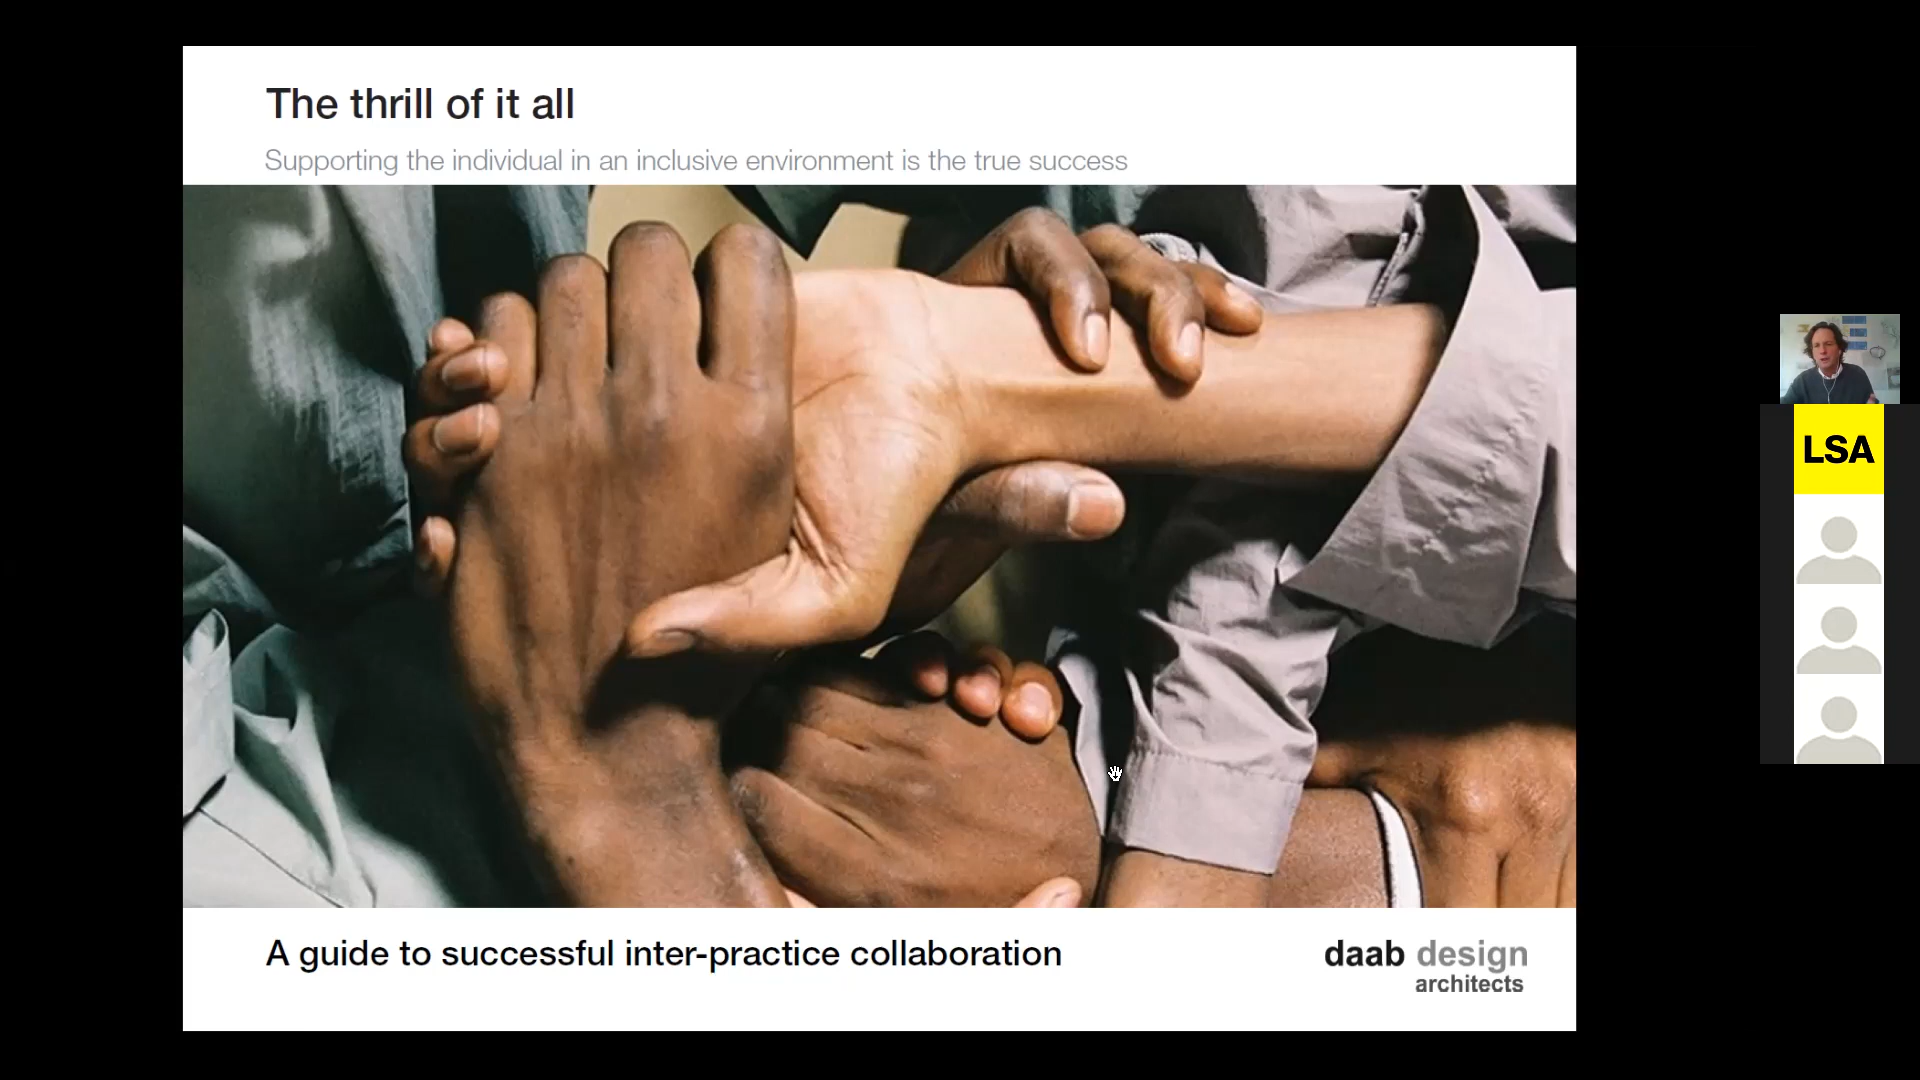 The thrill of it all
Supporting the individual in an inclusive environment is the true success
LSA
A guide to successful inter-practice collaboration
daab design
architects